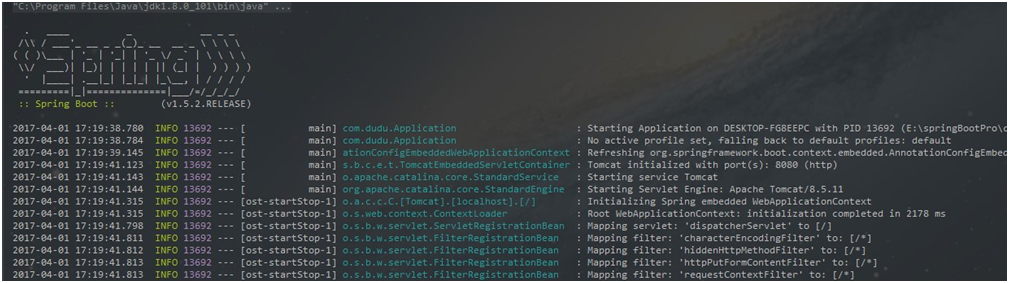 "C:\Program Files\Java\jdk1.8.0_101\bin\java" ...
Spring
:: Spring Boot :: (v1.5.2.RELEASE)
2017-04-01 17:19:38.780 INFO 13692 --- [ main] com.dudu.Application : Starting Application on DESKTOP-FG8EEPC with PID 13692 (E:\springBootPro\
2017-04-01 17:19:38.782 INFO 13692 --- [ main] com.dudu.Application : No active profile set, falling back to default profiles: default
2017-04-01 17:19:39.145 INFO 13692 --- [ main] ationConfigEmbeddedWebApplicationContext : Refreshing org.springframework.boot.context.embedded.AnnotationConfigEmbed
2017-04-01 17:19:41.123 INFO 13692 --- [ main] s.b.c.e.t.TomcatEmbeddedServletContainer : Tomcat initialized with port(s): 8080 (http)
2017-04-01 17:19:41.143 INFO 13692 --- [ main] o.apache.catalina.core.StandardService : Starting service Tomcat
2017-04-01 17:19:41.144 INFO 13692 --- [ main] org.apache.catalina.core.StandardEngine : Starting Servlet Engine: Apache Tomcat/8.5.11
2017-04-01 17:19:41.315 INFO 13692 --- [ost-startStop-1] o.a.c.c.C.[Tomcat].[localhost].[/] : Initializing Spring embedded WebApplicationContext
2017-04-01 17:19:41.315 INFO 13692 --- [ost-startStop-1] o.s.web.context.ContextLoader : Root WebApplicationContext: initialization completed in 2178 ms
2017-04-01 17:19:41.798 INFO 13692 --- [ost-startStop-1] o.s.b.w.servlet.ServletRegistrationBean : Mapping servlet: 'dispatcherServlet' to [/]
2017-04-01 17:19:41.811 INFO 13692 --- [ost-startStop-1] o.s.b.w.servlet.FilterRegistrationBean : Mapping filter: 'characterEncodingFilter' to: [/*]
2017-04-01 17:19:41.812 INFO 13692 --- [ost-startStop-1] o.s.b.w.servlet.FilterRegistrationBean : Mapping filter: 'hiddenHttpMethodFilter' to: [/*]
2017-04-01 17:19:41.813 INFO 13692 --- [ost-startStop-1] o.s.b.w.servlet.FilterRegistrationBean : Mapping filter: 'httpPutFormContentFilter' to: [/*]
2017-04-01 17:19:41.813 INFO 13692 --- [ost-startStop-1] o.s.b.w.servlet.FilterRegistrationBean : Mapping filter: 'requestContextFilter' to: [/*]